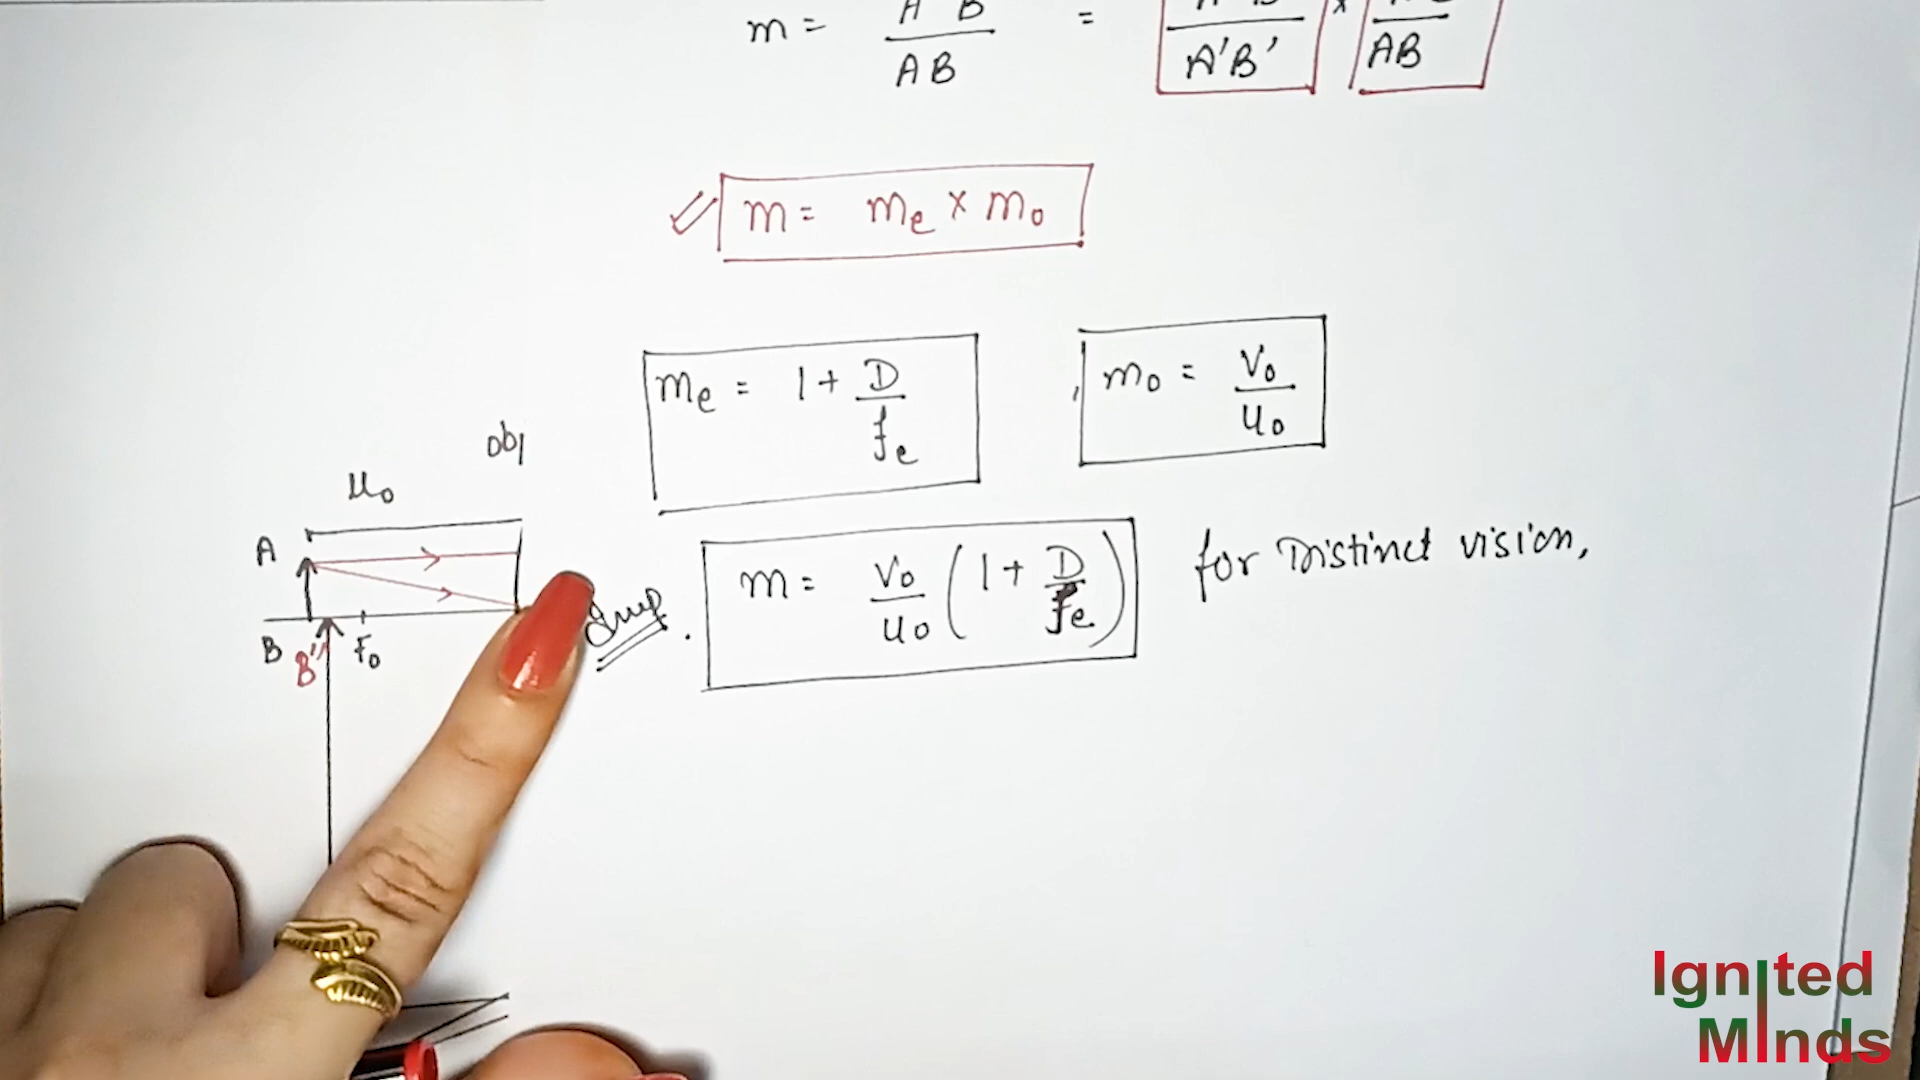 m = A B / AB = / A'B' × / AB
m = me × mo
me = 1 + D / fe , mo = Vo / uo
obj
uo
A
B B'' Fo
Imp . m = Vo / uo ( 1 + D / fe ) for Distinct vision,
Ignited
Minds